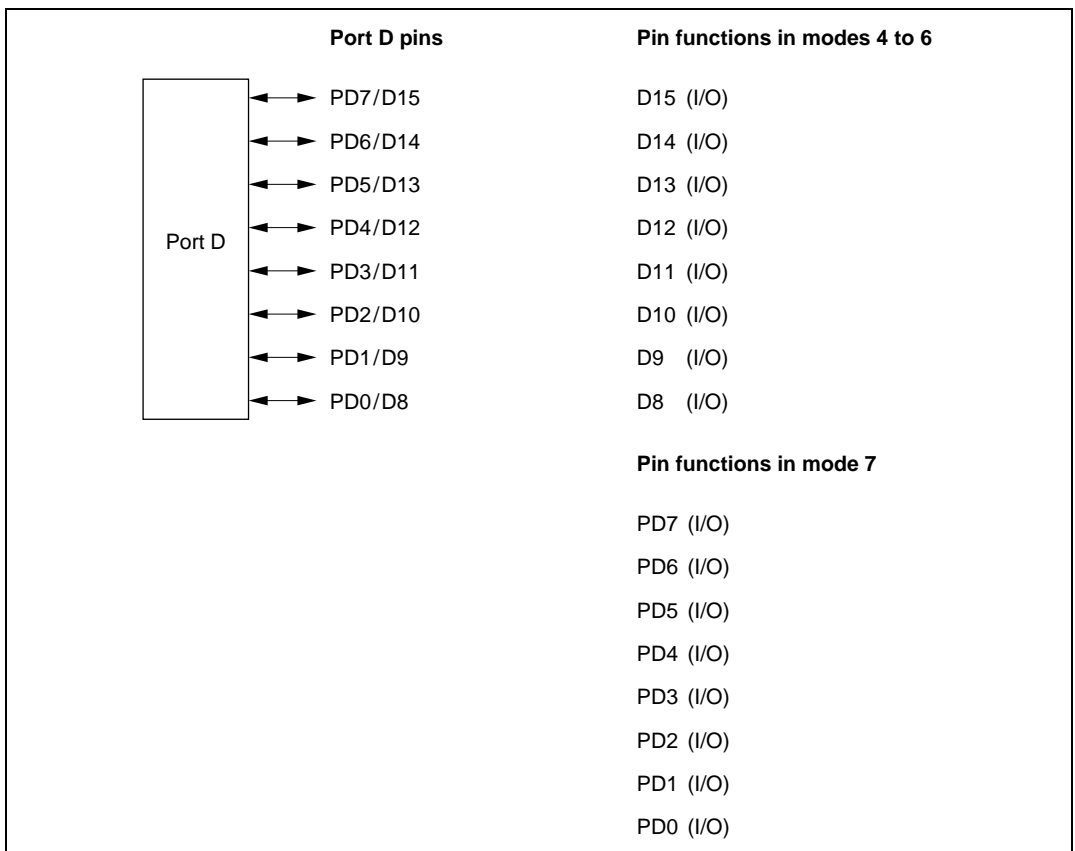 Port D pins Pin functions in modes 4 to 6
PD7/D15 D15 (I/O)
PD6/D14 D14 (I/O)
PD5/D13 D13 (I/O)
PD4/D12 D12 (I/O)
Port D
PD3/D11 D11 (I/O)
PD2/D10 D10 (I/O)
PD1/D9 D9 (I/O)
PD0/D8 D8 (I/O)
Pin functions in mode 7
PD7 (I/O)
PD6 (I/O)
PD5 (I/O)
PD4 (I/O)
PD3 (I/O)
PD2 (I/O)
PD1 (I/O)
PD0 (I/O)